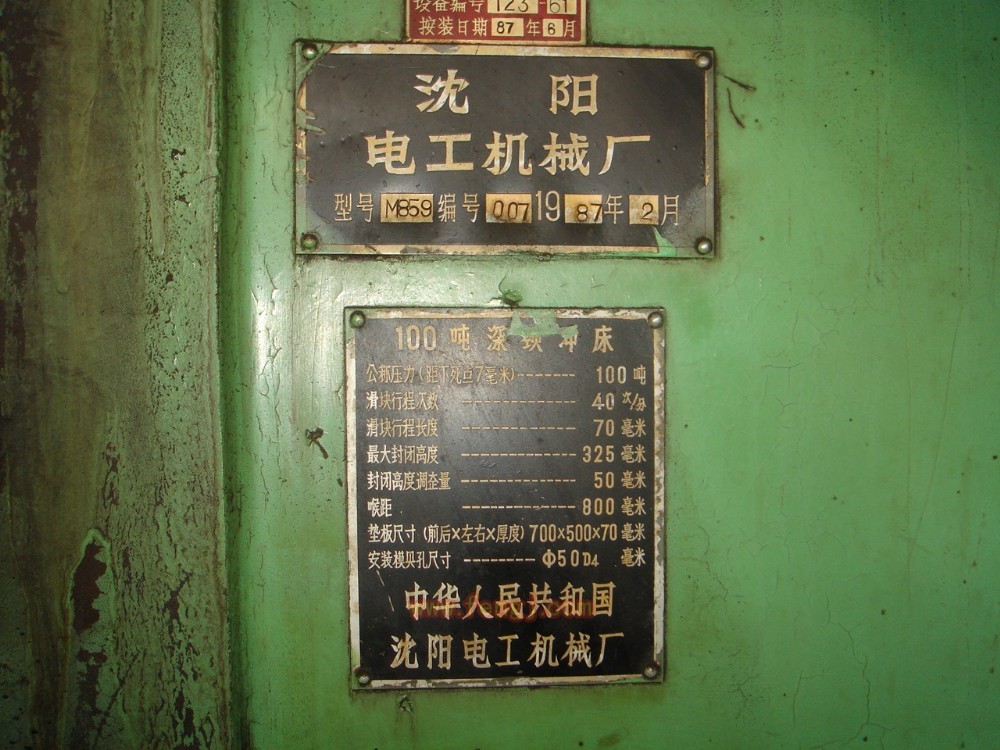 设备编号 123-61
按装日期 87 年 6 月
沈阳
电工机械厂
型号 M859 编号 007 1987年 2 月
100 吨深颈冲床
公称压力(距下死点7毫米)------- 100 吨
滑块行程次数 ------------- 40 次/分
滑块行程长度 ------------- 70 毫米
最大封闭高度 ------------- 325 毫米
封闭高度调整量 ------------- 50 毫米
喉距 ------------- 800 毫米
垫板尺寸(前后×左右×厚度) 700×500×70 毫米
安装模具孔尺寸 -------- Φ50D4 毫米
中华人民共和国
沈阳电工机械厂